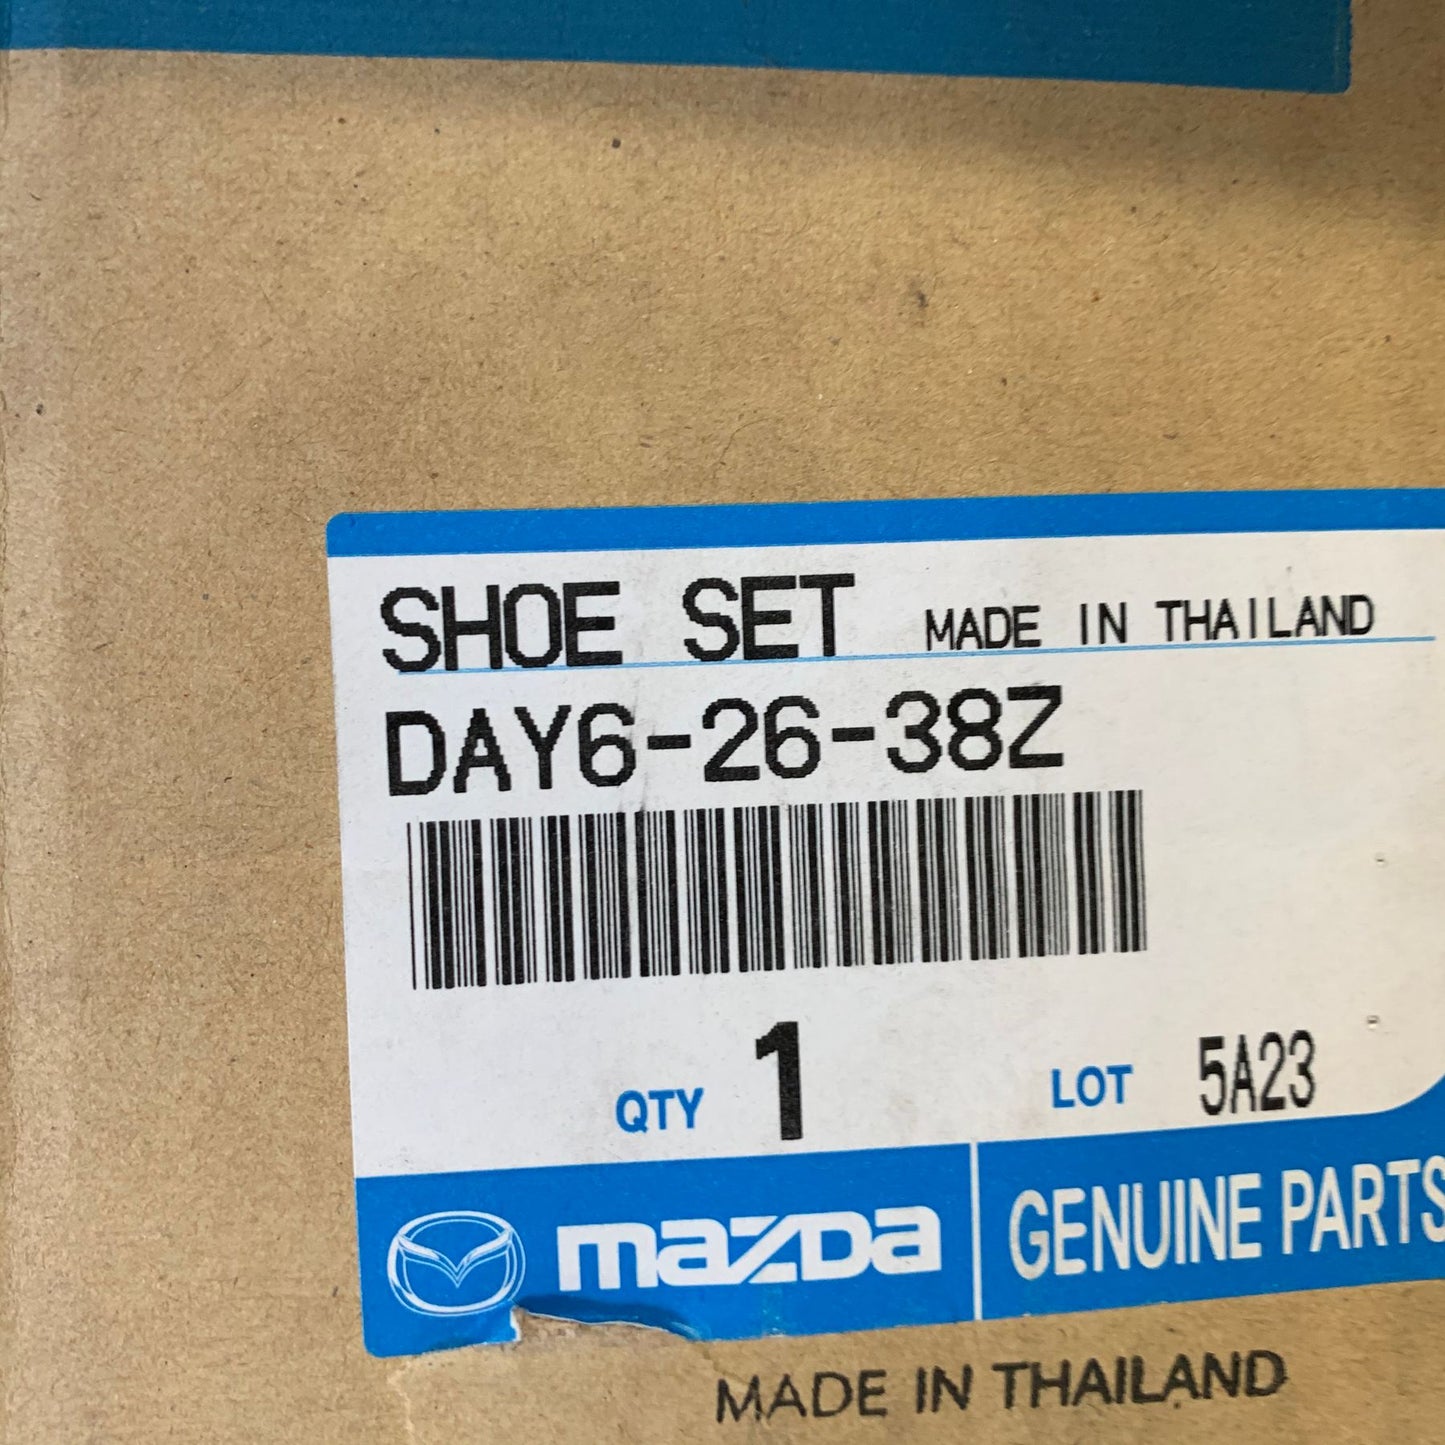 SHOE SET MADE IN THAILAND
DAY6-26-38Z
QTY 1 LOT 5A23
mazDa GENUINE PARTS
MADE IN THAILAND